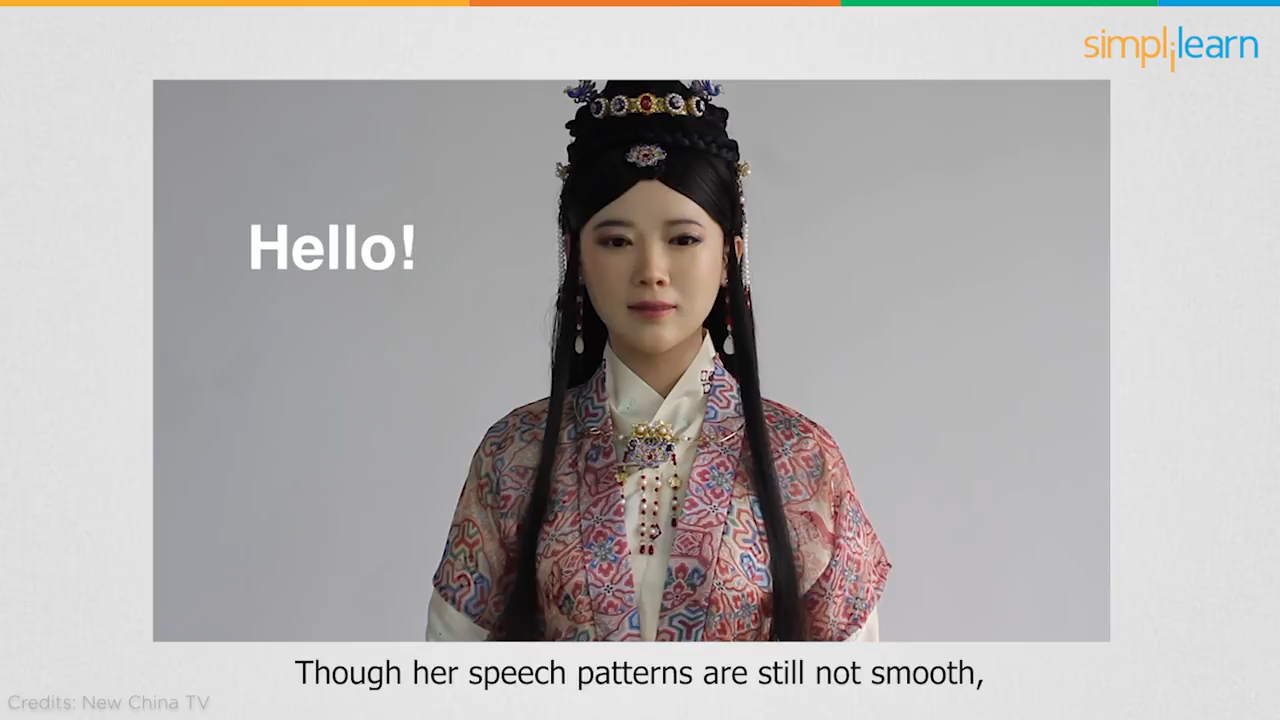 simplilearn
Hello!
Though her speech patterns are still not smooth,
Credits: New China TV